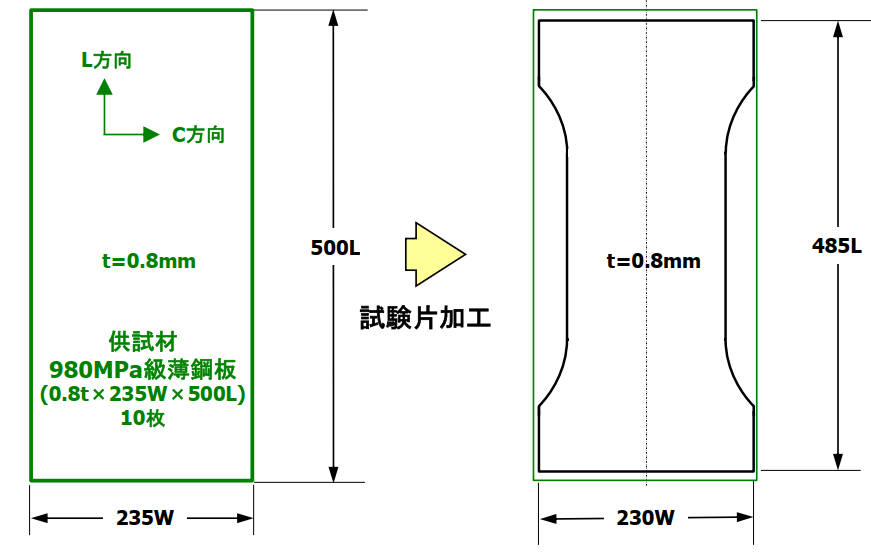 L方向
C方向
t=0.8mm
供試材
980MPa級薄鋼板
(0.8t×235W×500L)
10枚
500L
235W
試験片加工
t=0.8mm
485L
230W